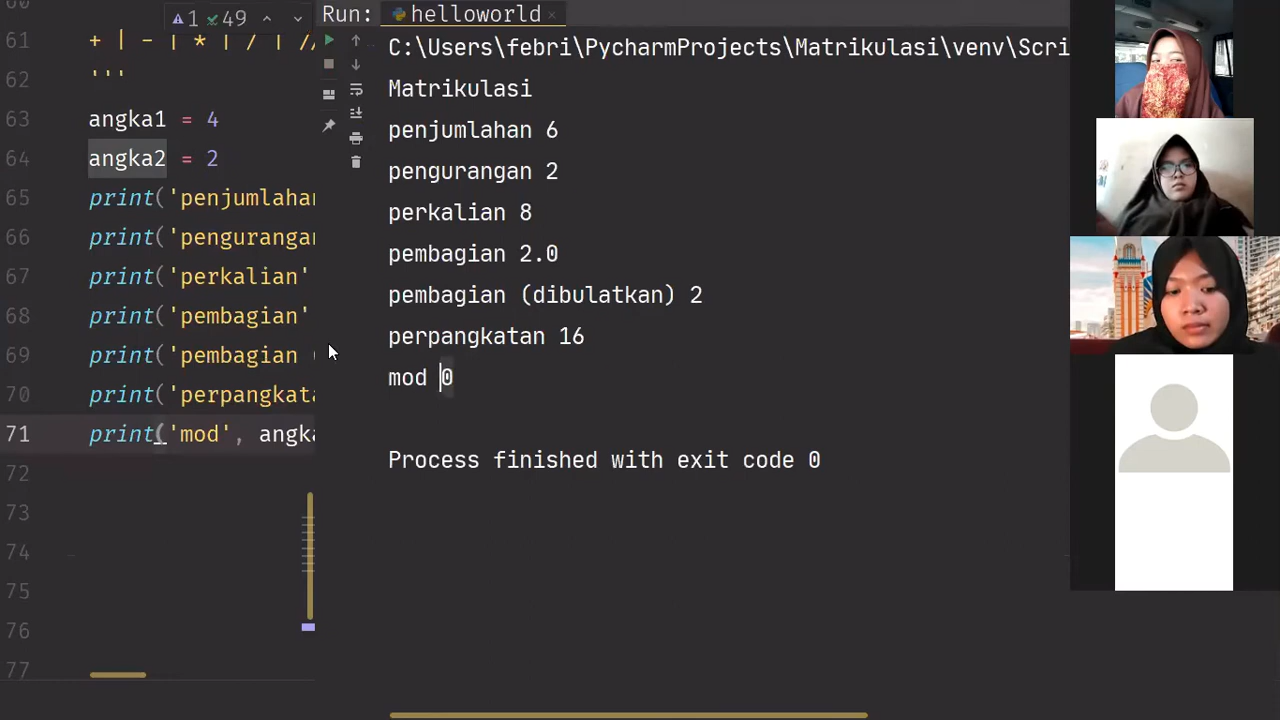 1 49
Run: helloworld
60
61 + | - | * | / | //
62 '''
63 angka1 = 4
64 angka2 = 2
65 print('penjumlahan
66 print('pengurangan
67 print('perkalian'
68 print('pembagian'
69 print('pembagian (
70 print('perpangkata
71 print('mod', angka
72
73
74
75
76
77
C:\Users\febri\PycharmProjects\Matrikulasi\venv\Scri
Matrikulasi
penjumlahan 6
pengurangan 2
perkalian 8
pembagian 2.0
pembagian (dibulatkan) 2
perpangkatan 16
mod 0
Process finished with exit code 0